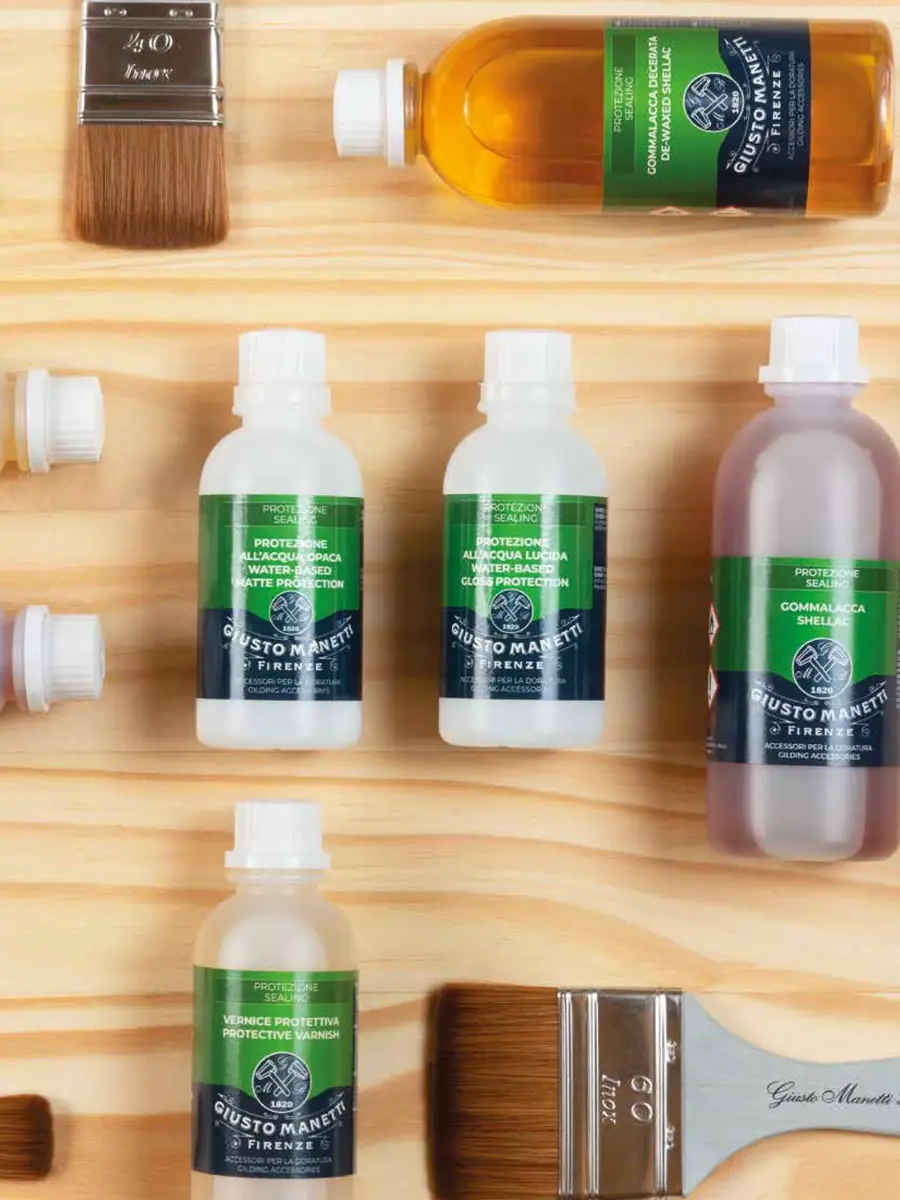 40
Inox
PROTEZIONE
SEALING
GOMMALACCA DECERATA
DE-WAXED SHELLAC
1820
GIUSTO MANETTI
FIRENZE
ACCESSORI PER LA DORATURA
GILDING ACCESSORIES
PROTEZIONE
SEALING
PROTEZIONE
ALL'ACQUA OPACA
WATER-BASED
MATTE PROTECTION
1820
GIUSTO MANETTI
FIRENZE
ACCESSORI PER LA DORATURA
GILDING ACCESSORIES
PROTEZIONE
SEALING
PROTEZIONE
ALL'ACQUA LUCIDA
WATER-BASED
GLOSS PROTECTION
1820
GIUSTO MANETTI
FIRENZE
ACCESSORI PER LA DORATURA
GILDING ACCESSORIES
PROTEZIONE
SEALING
GOMMALACCA
SHELLAC
M G B
1820
GIUSTO MANETTI
FIRENZE
ACCESSORI PER LA DORATURA
GILDING ACCESSORIES
PROTEZIONE
SEALING
VERNICE PROTETTIVA
PROTECTIVE VARNISH
M G B
1820
GIUSTO MANETTI
FIRENZE
ACCESSORI PER LA DORATURA
GILDING ACCESSORIES
60
Inox
Giusto Manetti